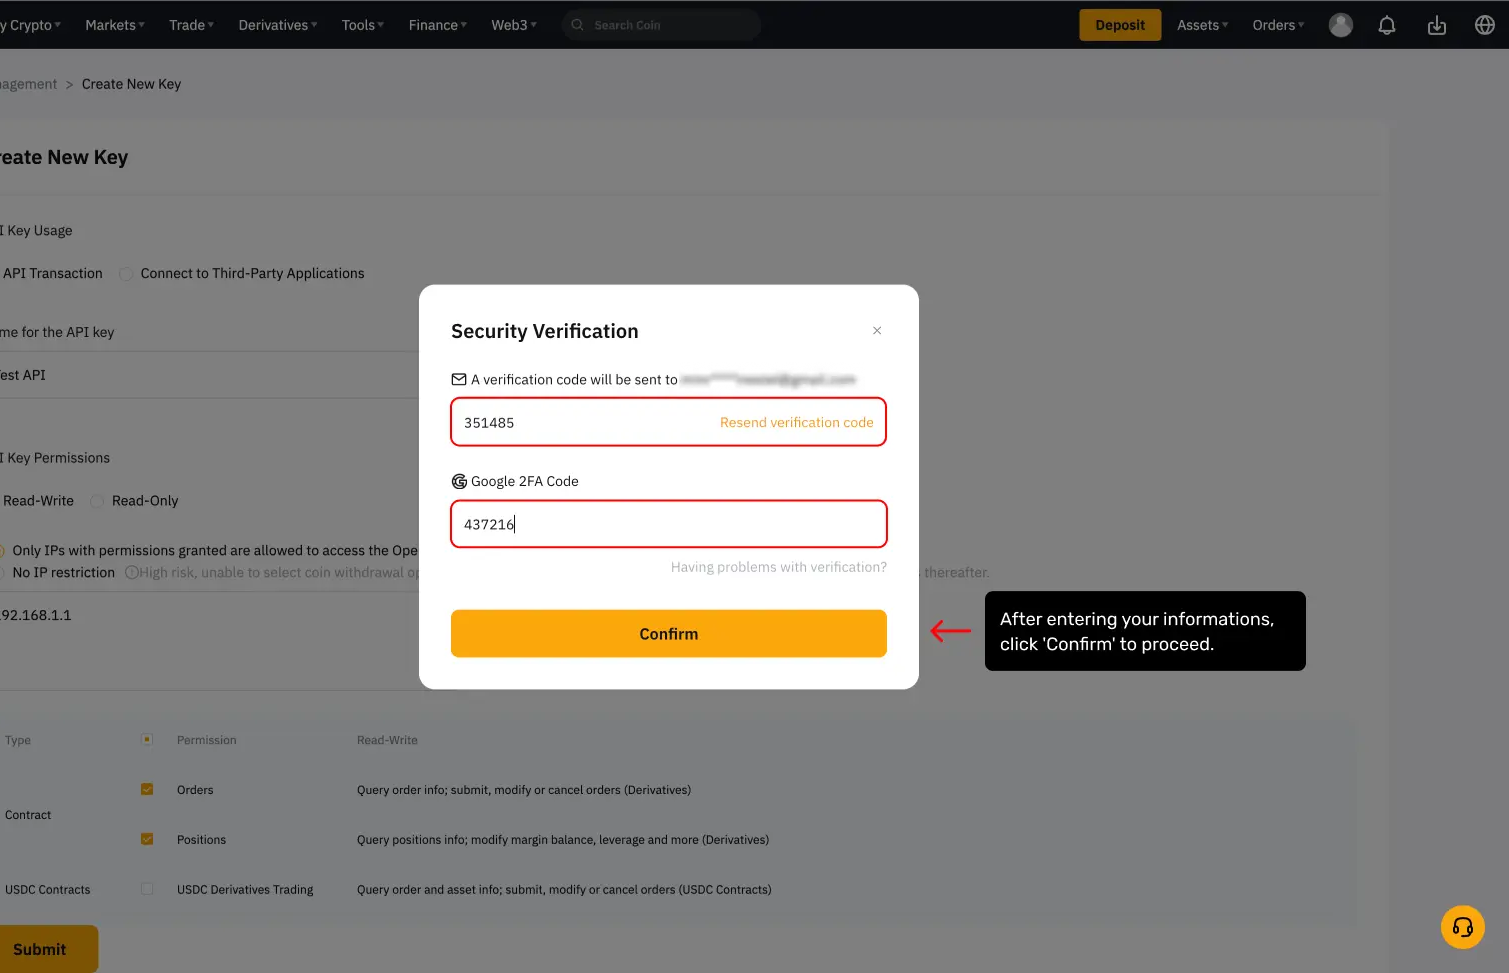 y Crypto Markets Trade Derivatives Tools Finance Web3 Search Coin Deposit Assets Orders
agement > Create New Key
reate New Key
I Key Usage
API Transaction Connect to Third-Party Applications
me for the API key
est API
I Key Permissions
Read-Write Read-Only
Only IPs with permissions granted are allowed to access the Ope
No IP restriction High risk, unable to select coin withdrawal op thereafter.
92.168.1.1
Security Verification
A verification code will be sent to
351485 Resend verification code
Google 2FA Code
437216
Having problems with verification?
Confirm
After entering your informations,
click 'Confirm' to proceed.
Type Permission Read-Write
Orders Query order info; submit, modify or cancel orders (Derivatives)
Contract
Positions Query positions info; modify margin balance, leverage and more (Derivatives)
USDC Contracts USDC Derivatives Trading Query order and asset info; submit, modify or cancel orders (USDC Contracts)
Submit